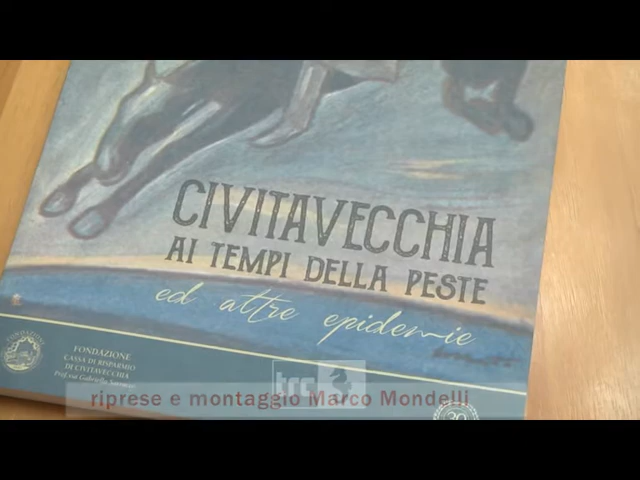 CIVITAVECCHIA
AI TEMPI DELLA PESTE
ed altre epidemie
FONDAZIONE
CASSA DI RISPARMIO
DI CIVITAVECCHIA
trc
riprese e montaggio Marco Mondelli
30